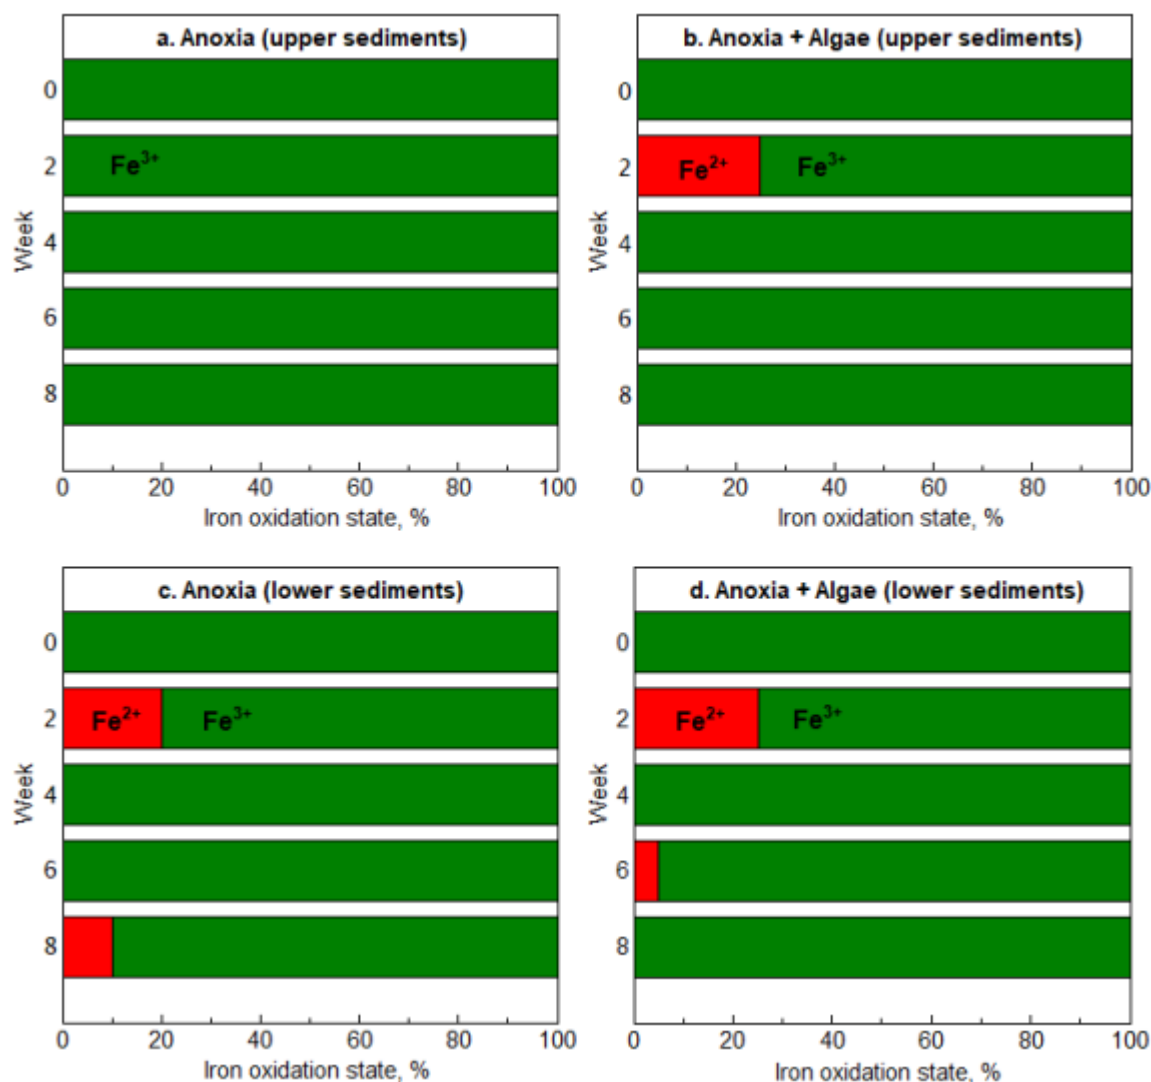 a. Anoxia (upper sediments)
0
2
4
6
8
Week
Fe³⁺
0 20 40 60 80 100
Iron oxidation state, %
b. Anoxia + Algae (upper sediments)
0
2
4
6
8
Week
Fe²⁺ Fe³⁺
0 20 40 60 80 100
Iron oxidation state, %
c. Anoxia (lower sediments)
0
2
4
6
8
Week
Fe²⁺ Fe³⁺
0 20 40 60 80 100
Iron oxidation state, %
d. Anoxia + Algae (lower sediments)
0
2
4
6
8
Week
Fe²⁺ Fe³⁺
0 20 40 60 80 100
Iron oxidation state, %